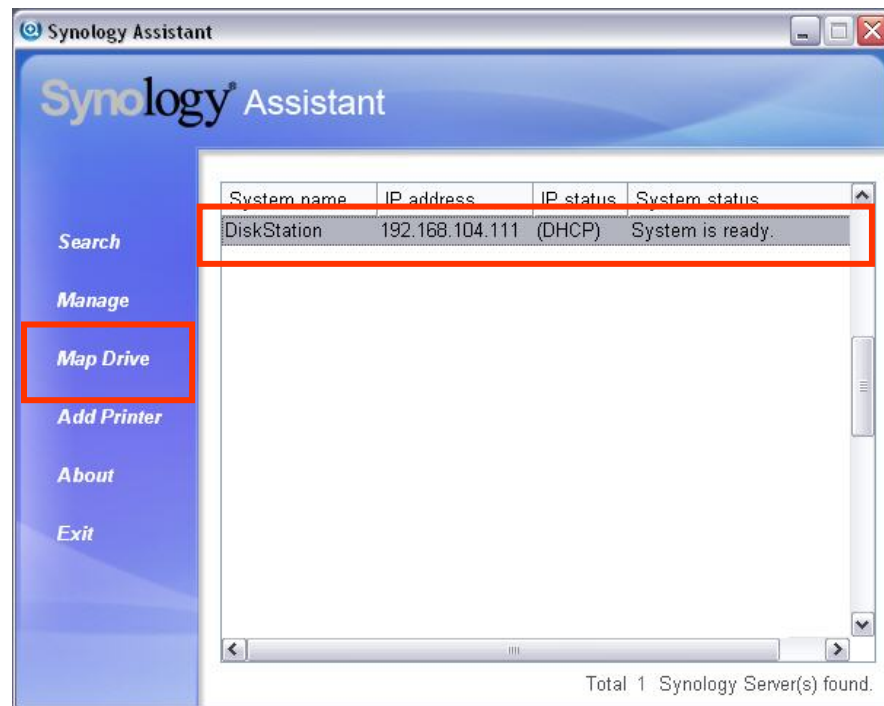 Synology Assistant
Synology® Assistant
Search
Manage
Map Drive
Add Printer
About
Exit
System name IP address IP status System status
DiskStation 192.168.104.111 (DHCP) System is ready.
Total 1 Synology Server(s) found.